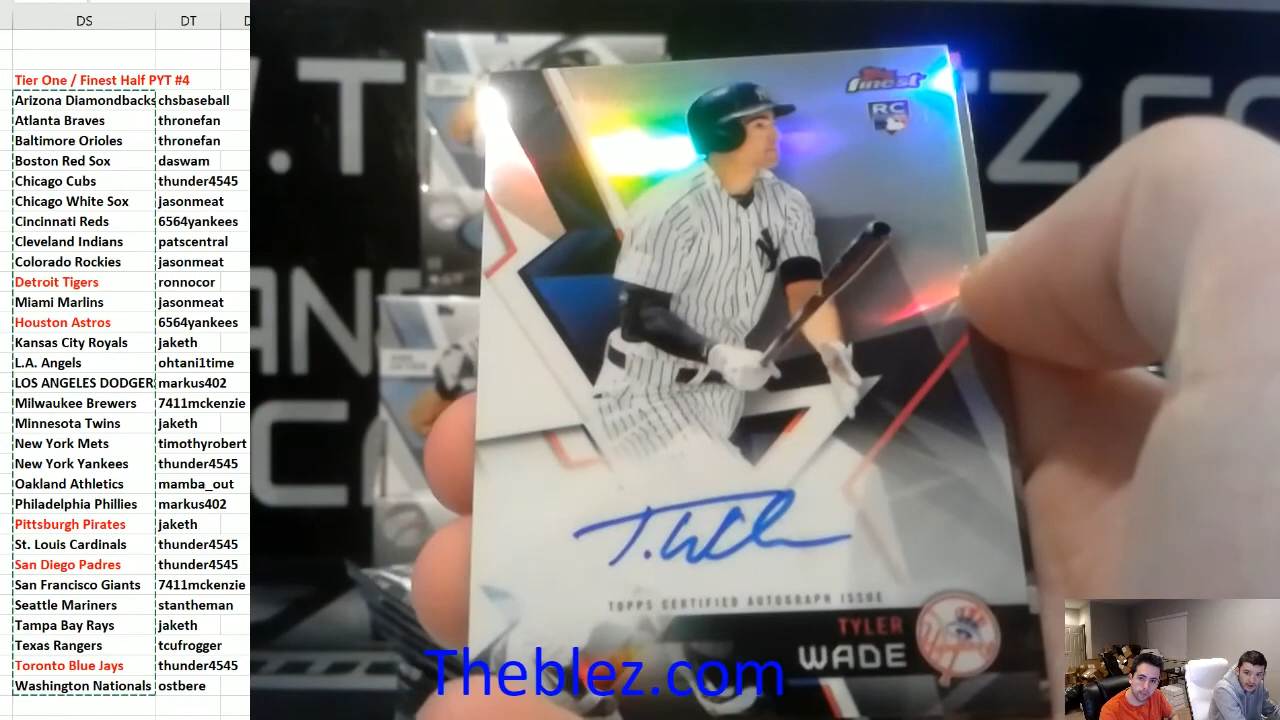 DS DT
Tier One / Finest Half PYT #4
Arizona Diamondbacks chsbaseball
Atlanta Braves thronefan
Baltimore Orioles thronefan
Boston Red Sox daswam
Chicago Cubs thunder4545
Chicago White Sox jasonmeat
Cincinnati Reds 6564yankees
Cleveland Indians patscentral
Colorado Rockies jasonmeat
Detroit Tigers ronnocor
Miami Marlins jasonmeat
Houston Astros 6564yankees
Kansas City Royals jaketh
L.A. Angels ohtani1time
LOS ANGELES DODGER markus402
Milwaukee Brewers 7411mckenzie
Minnesota Twins jaketh
New York Mets timothyrobert
New York Yankees thunder4545
Oakland Athletics mamba_out
Philadelphia Phillies markus402
Pittsburgh Pirates jaketh
St. Louis Cardinals thunder4545
San Diego Padres thunder4545
San Francisco Giants 7411mckenzie
Seattle Mariners stantheman
Tampa Bay Rays jaketh
Texas Rangers tcufrogger
Toronto Blue Jays thunder4545
Washington Nationals ostbere
Topps
finest
RC
T. Wade
TOPPS CERTIFIED AUTOGRAPH ISSUE
TYLER
WADE
Yankees
Theblez.com